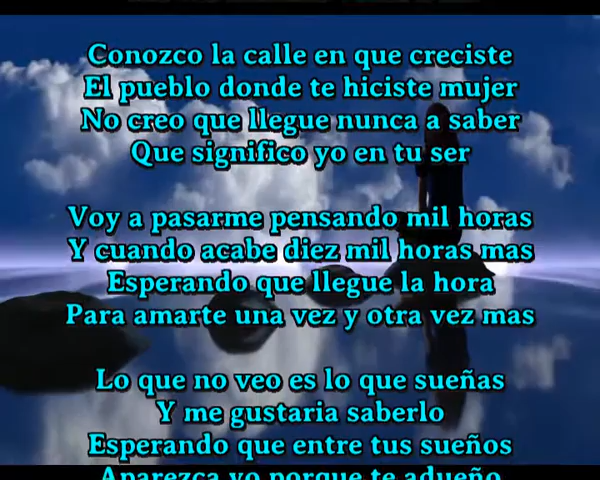 Conozco la calle en que creciste
El pueblo donde te hiciste mujer
No creo que llegue nunca a saber
Que significo yo en tu ser
Voy a pasarme pensando mil horas
Y cuando acabe diez mil horas mas
Esperando que llegue la hora
Para amarte una vez y otra vez mas
Lo que no veo es lo que sueñas
Y me gustaria saberlo
Esperando que entre tus sueños
Aparezca yo porque te adueño